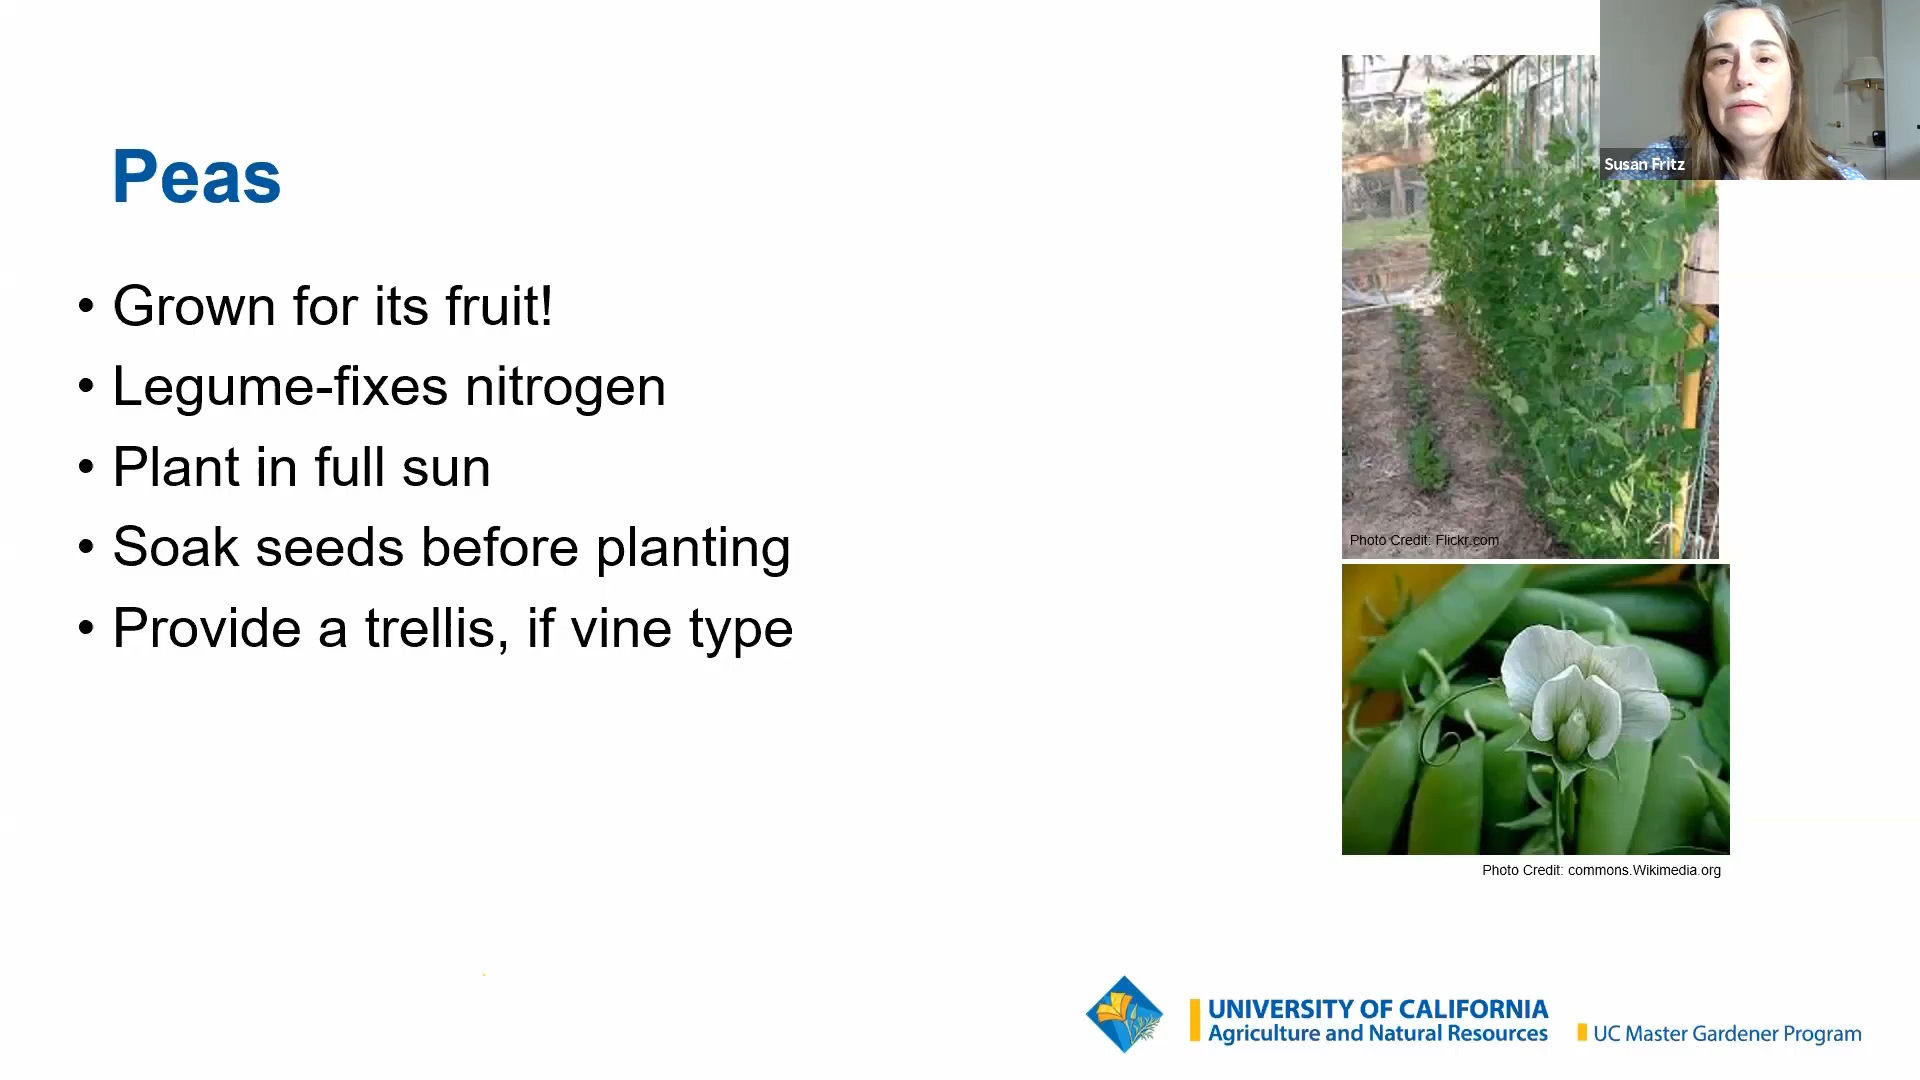 Susan Fritz
Peas
• Grown for its fruit!
• Legume-fixes nitrogen
• Plant in full sun
• Soak seeds before planting
• Provide a trellis, if vine type
Photo Credit: Flickr.com
Photo Credit: commons.Wikimedia.org
UNIVERSITY OF CALIFORNIA
Agriculture and Natural Resources
UC Master Gardener Program